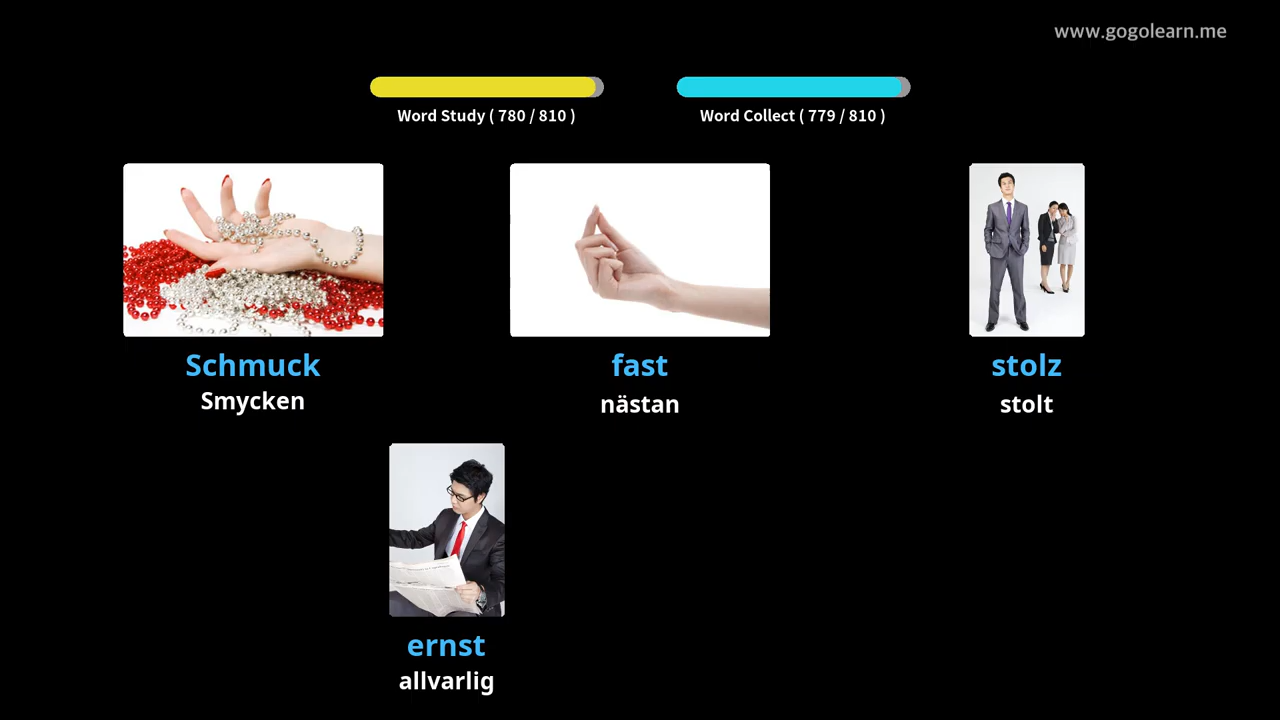 www.gogolearn.me
Word Study ( 780 / 810 )
Word Collect ( 779 / 810 )
Schmuck
Smycken
fast
nästan
stolz
stolt
ernst
allvarlig